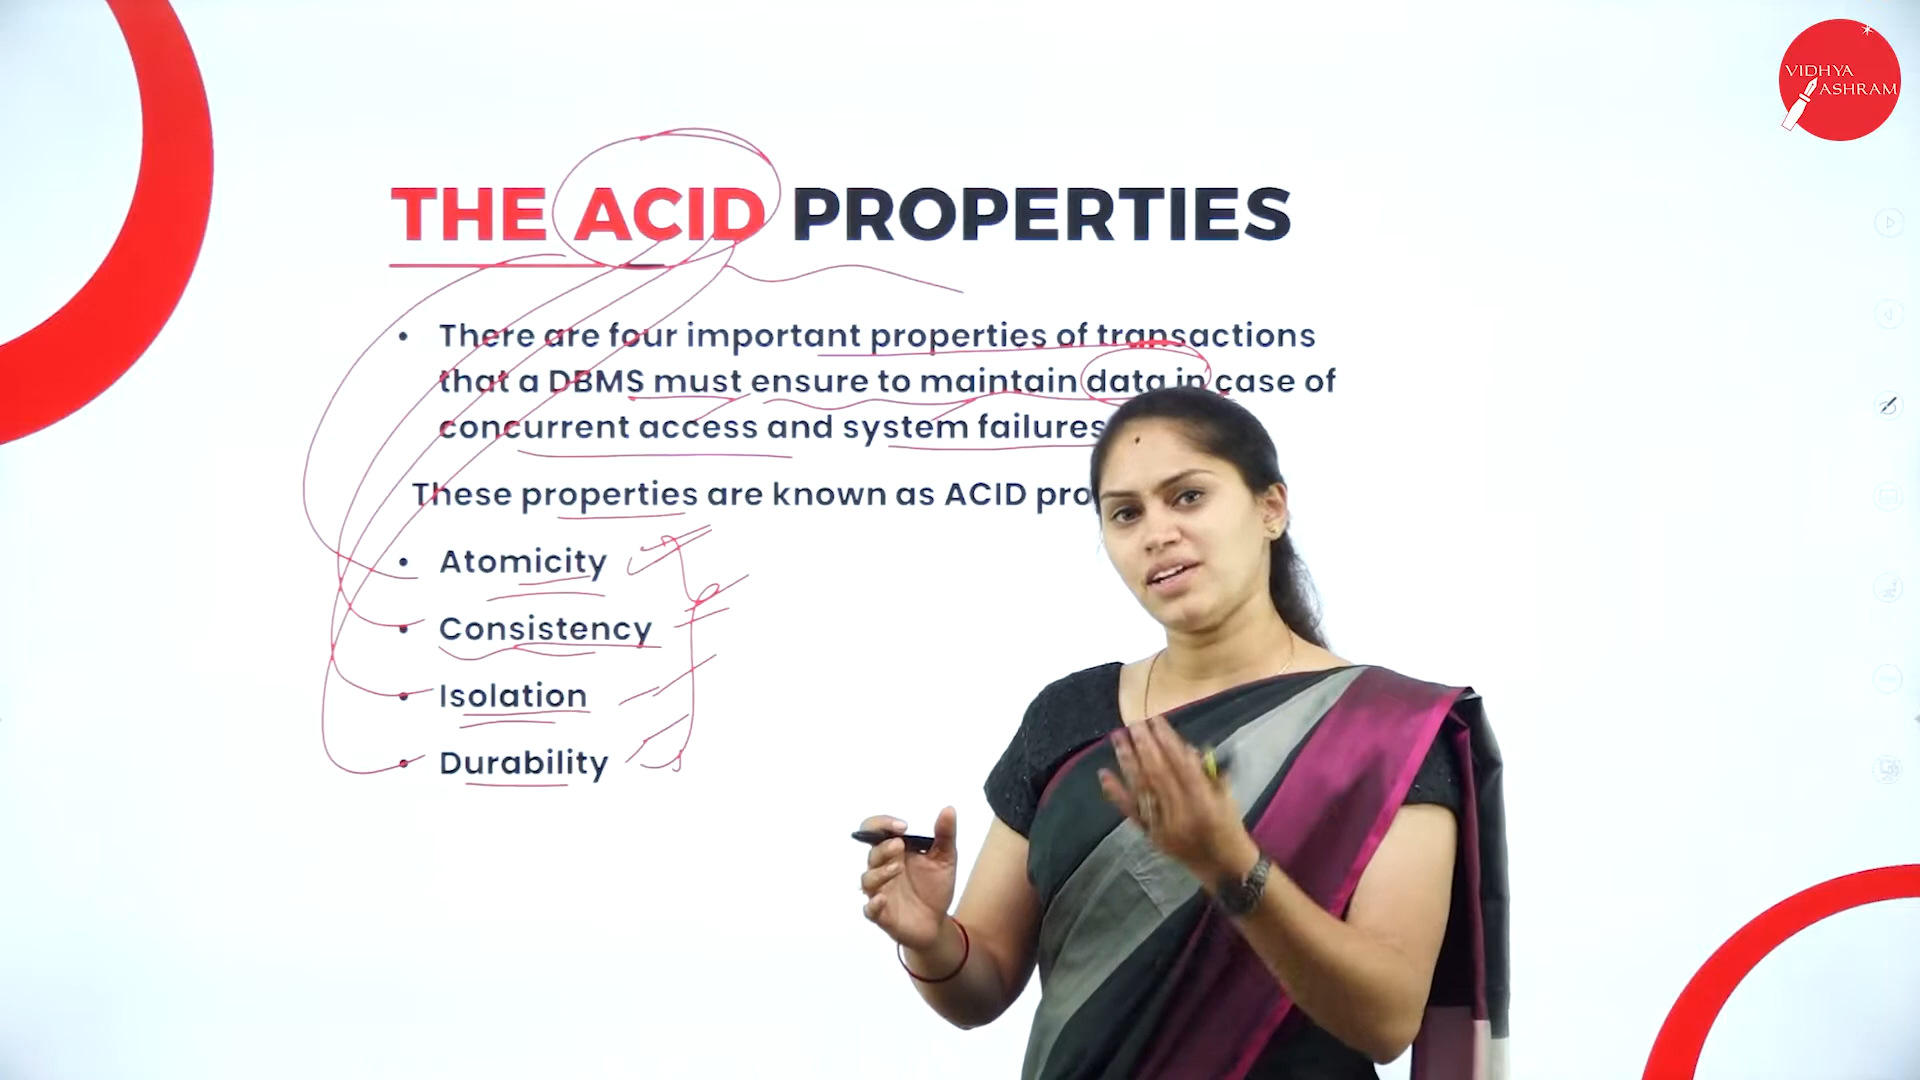 VIDHYA
ASHRAM
THE ACID PROPERTIES
• There are four important properties of transactions
that a DBMS must ensure to maintain data in case of
concurrent access and system failures
These properties are known as ACID pro
• Atomicity
• Consistency
• Isolation
• Durability